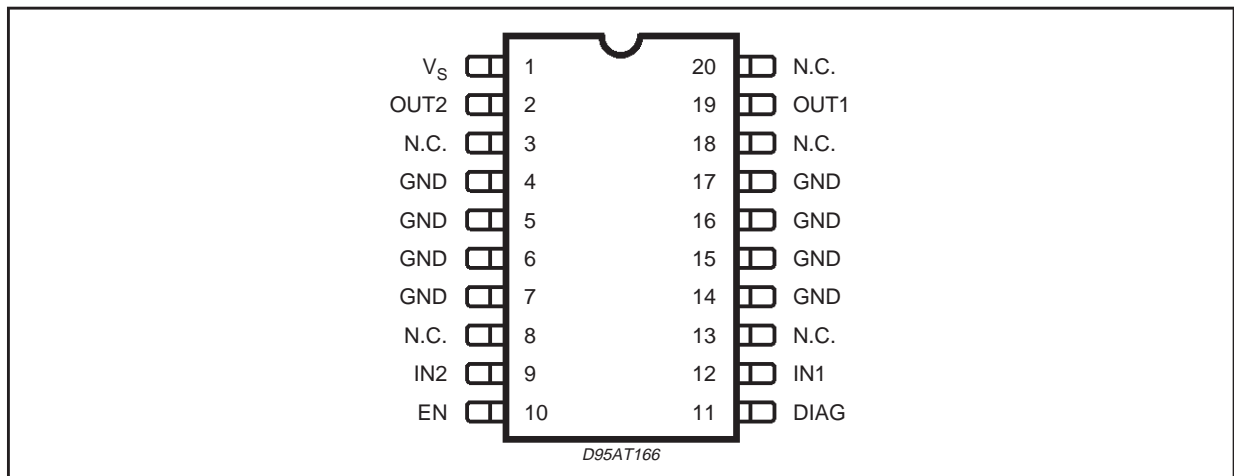 VS 1 20 N.C.
OUT2 2 19 OUT1
N.C. 3 18 N.C.
GND 4 17 GND
GND 5 16 GND
GND 6 15 GND
GND 7 14 GND
N.C. 8 13 N.C.
IN2 9 12 IN1
EN 10 11 DIAG
D95AT166